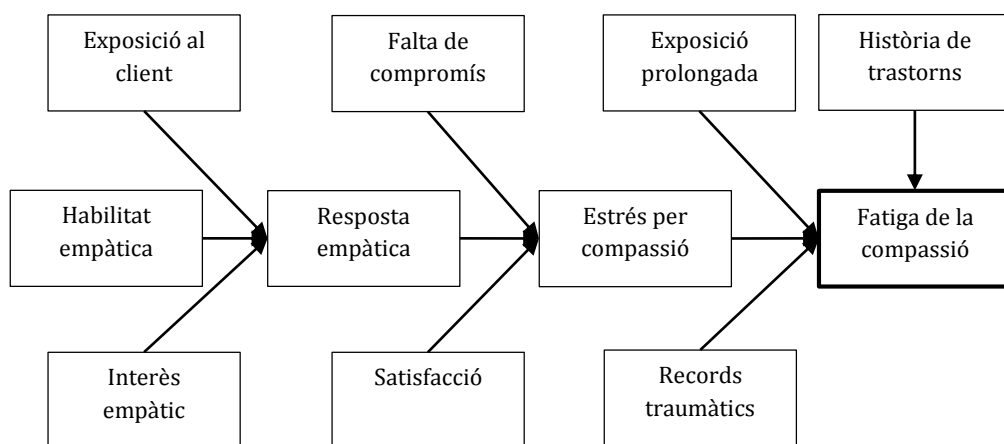 Exposició al
client
Falta de
compromís
Exposició
prolongada
Història de
trastorns
Habilitat
empàtica
Resposta
empàtica
Estrés per
compassió
Fatiga de la
compassió
Interès
empàtic
Satisfacció
Records
traumàtics